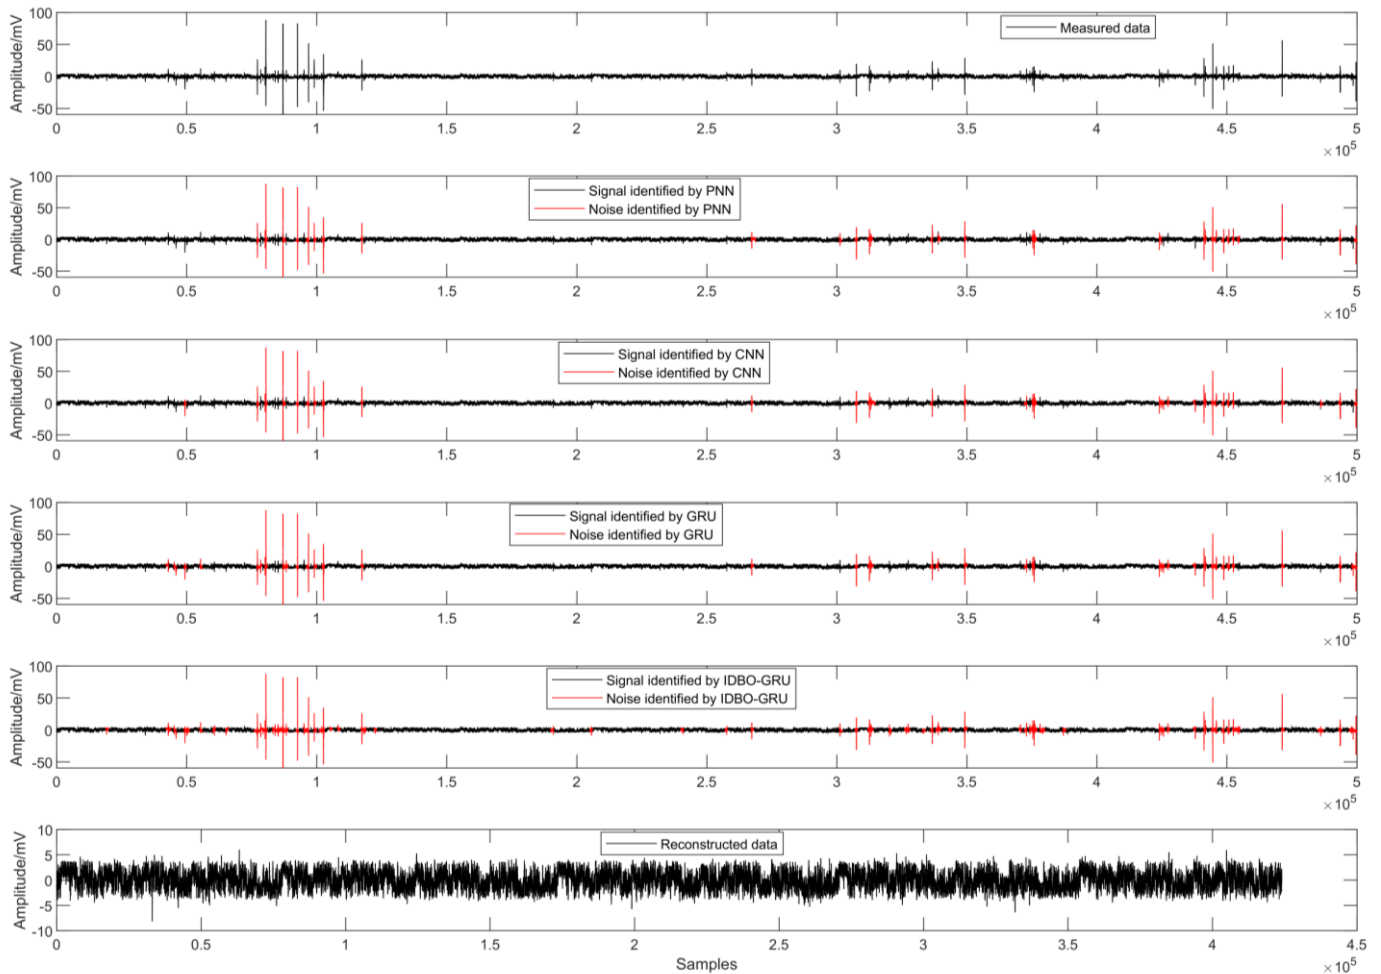 100
50
0
-50
Amplitude/mV
Measured data
0 0.5 1 1.5 2 2.5 3 3.5 4 4.5 5
×10^5
100
50
0
-50
Amplitude/mV
Signal identified by PNN
Noise identified by PNN
0 0.5 1 1.5 2 2.5 3 3.5 4 4.5 5
×10^5
100
50
0
-50
Amplitude/mV
Signal identified by CNN
Noise identified by CNN
0 0.5 1 1.5 2 2.5 3 3.5 4 4.5 5
×10^5
100
50
0
-50
Amplitude/mV
Signal identified by GRU
Noise identified by GRU
0 0.5 1 1.5 2 2.5 3 3.5 4 4.5 5
×10^5
100
50
0
-50
Amplitude/mV
Signal identified by IDBO-GRU
Noise identified by IDBO-GRU
0 0.5 1 1.5 2 2.5 3 3.5 4 4.5 5
×10^5
10
5
0
-5
-10
Amplitude/mV
Reconstructed data
0 0.5 1 1.5 2 2.5 3 3.5 4 4.5
Samples
×10^5